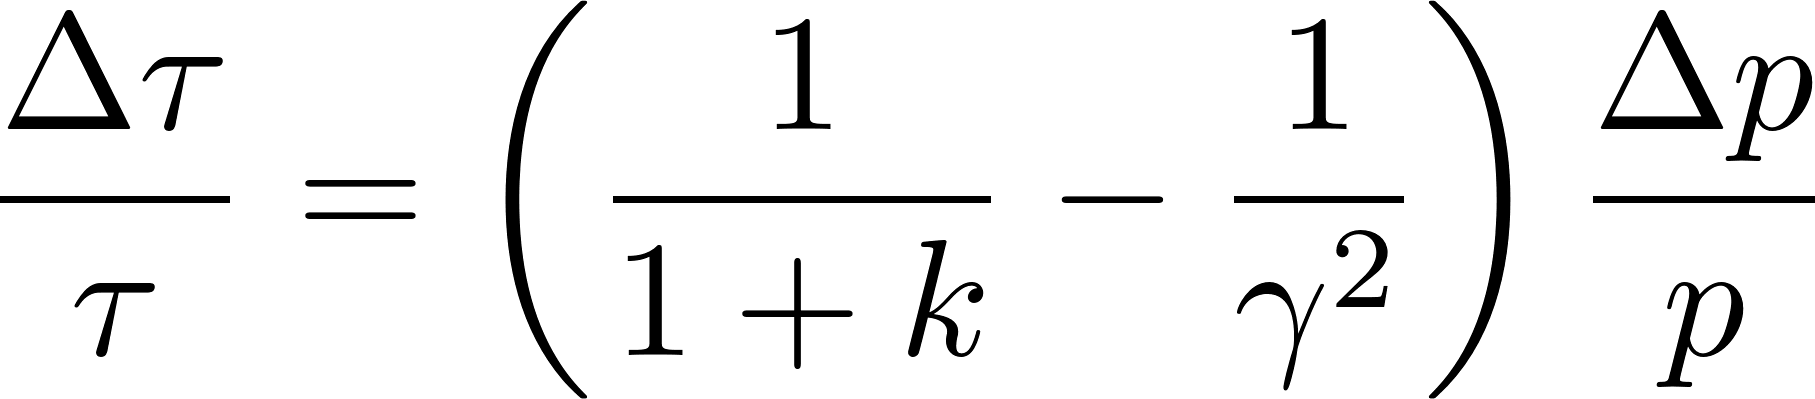 Δτ/τ = (1/(1 + k) − 1/γ²) Δp/p